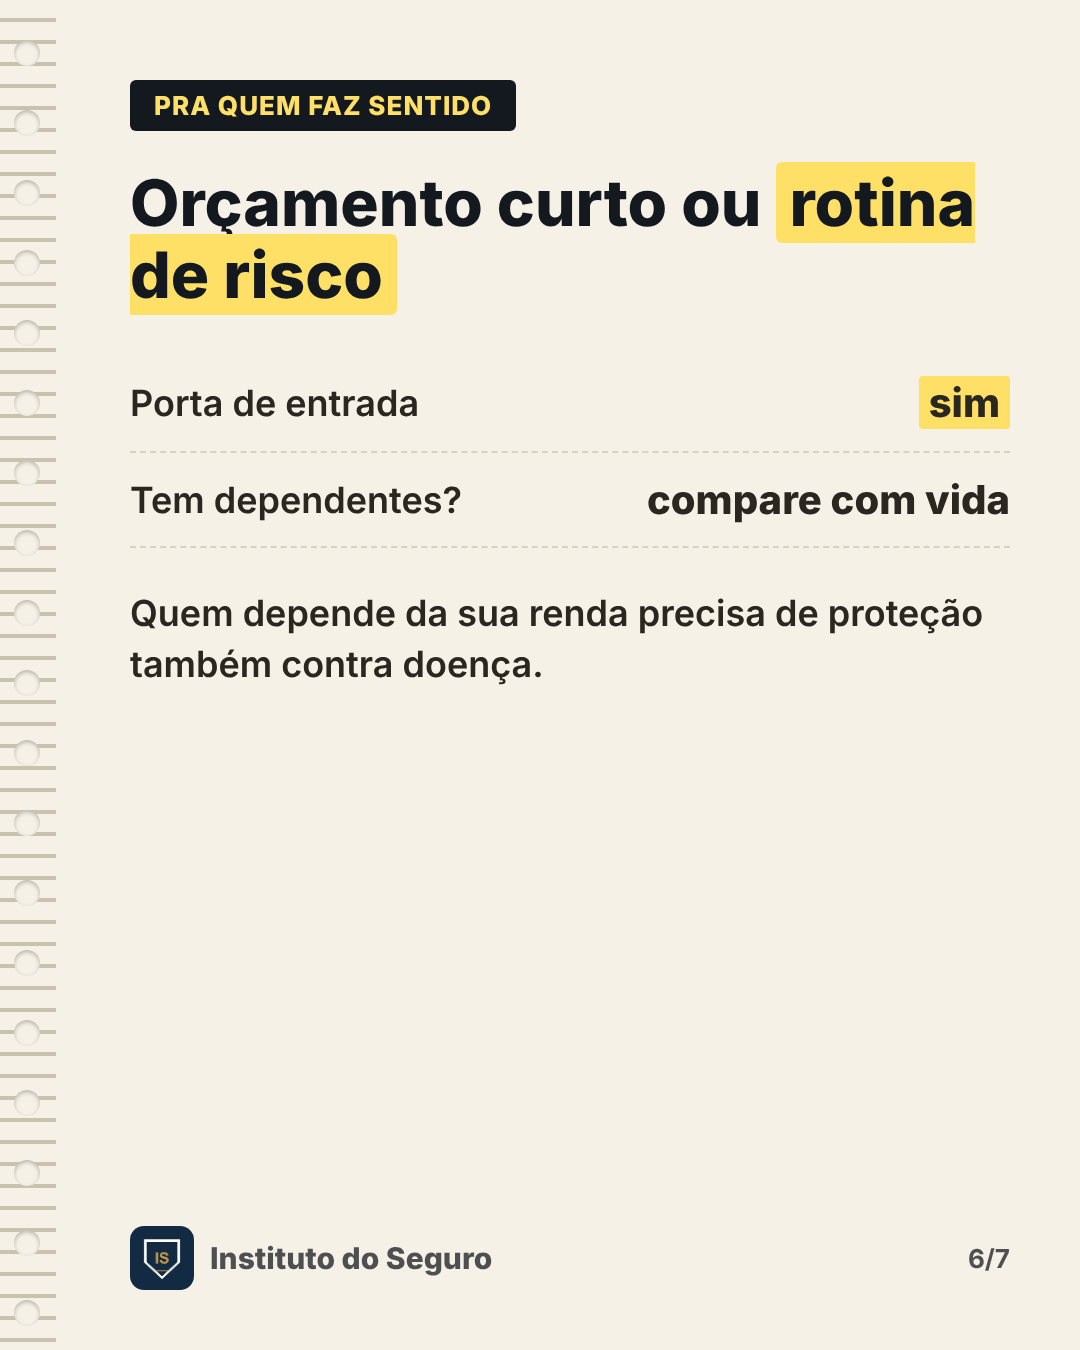 PRA QUEM FAZ SENTIDO
Orçamento curto ou rotina
de risco
Porta de entrada sim
Tem dependentes? compare com vida
Quem depende da sua renda precisa de proteção
também contra doença.
IS Instituto do Seguro 6/7